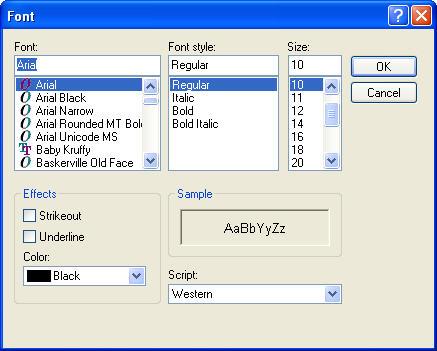 Font
Font:
Font style:
Size:
Arial
Regular
10
Arial
Arial Black
Arial Narrow
Arial Rounded MT Bol
Arial Unicode MS
Baby Kruffy
Baskerville Old Face
Regular
Italic
Bold
Bold Italic
10
11
12
14
16
18
20
OK
Cancel
Effects
Strikeout
Underline
Color:
Black
Sample
AaBbYyZz
Script:
Western